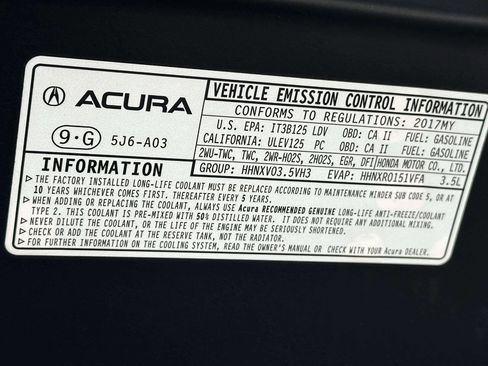 ACURA
9·G 5J6-A03
VEHICLE EMISSION CONTROL INFORMATION
CONFORMS TO REGULATIONS: 2017MY
U.S. EPA: IT3B125 LDV OBD: CA II FUEL: GASOLINE
CALIFORNIA: ULEV125 PC OBD: CA II FUEL: GASOLINE
2WU-TWC, TWC, 2WR-HO2S, 2HO2S, EGR, DFI HONDA MOTOR CO., LTD.
GROUP: HHNXV03.5VH3 EVAP: HHNXR0151VFA 3.5L
INFORMATION
▷ THE FACTORY INSTALLED LONG-LIFE COOLANT MUST BE REPLACED ACCORDING TO MAINTENANCE MINDER SUB CODE 5, OR AT
10 YEARS WHICHEVER COMES FIRST. THEREAFTER EVERY 5 YEARS.
▷ WHEN ADDING OR REPLACING THE COOLANT, ALWAYS USE Acura RECOMMENDED GENUINE LONG-LIFE ANTI-FREEZE/COOLANT
TYPE 2. THIS COOLANT IS PRE-MIXED WITH 50% DISTILLED WATER. IT DOES NOT REQUIRE ANY ADDITIONAL MIXING.
▷ NEVER DILUTE THE COOLANT, OR THE LIFE OF THE ENGINE MAY BE SERIOUSLY SHORTENED.
▷ CHECK OR ADD THE COOLANT AT THE RESERVE TANK, NOT THE RADIATOR.
▷ FOR FURTHER INFORMATION ON THE COOLING SYSTEM, READ THE OWNER'S MANUAL OR CHECK WITH YOUR Acura DEALER.